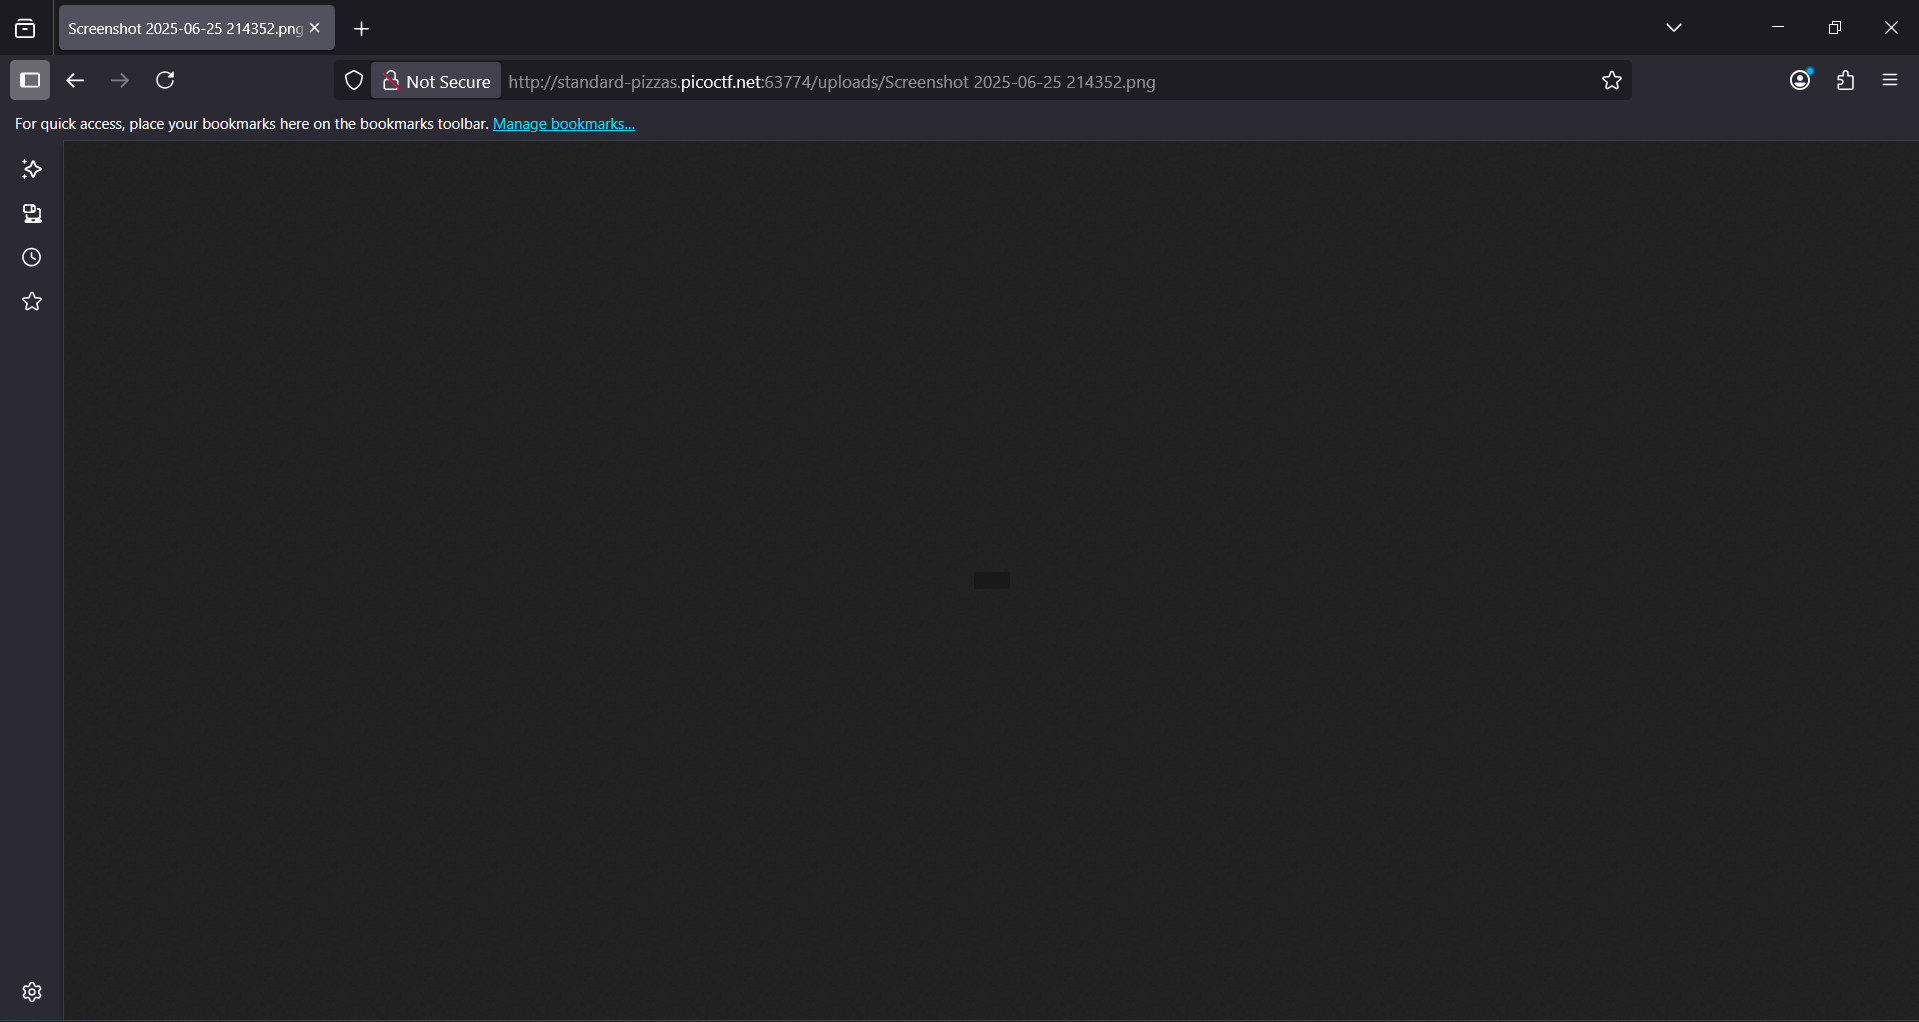 Screenshot 2025-06-25 214352.png
Not Secure http://standard-pizzas.picoctf.net:63774/uploads/Screenshot 2025-06-25 214352.png
For quick access, place your bookmarks here on the bookmarks toolbar. Manage bookmarks...